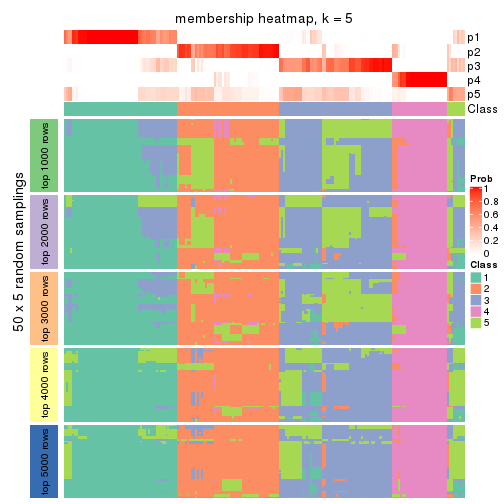 membership heatmap, k = 5
p1
p2
p3
p4
p5
Class
50 x 5 random samplings
top 1000 rows
top 2000 rows
top 3000 rows
top 4000 rows
top 5000 rows
Prob
1
0.8
0.6
0.4
0.2
0
Class
1
2
3
4
5